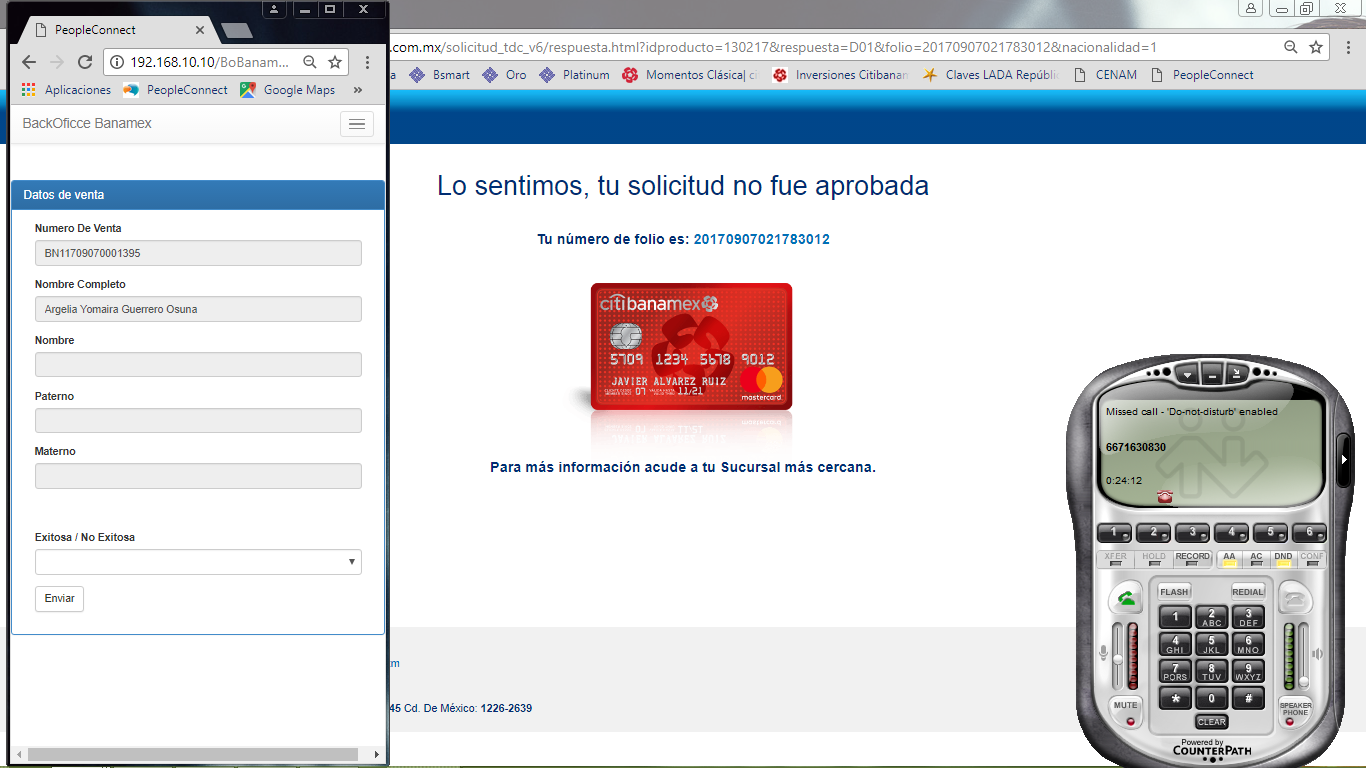 PeopleConnect
192.168.10.10/BoBanam...
Aplicaciones PeopleConnect Google Maps »
BackOficce Banamex
Datos de venta
Numero De Venta
BN11709070001395
Nombre Completo
Argelia Yomaira Guerrero Osuna
Nombre
Paterno
Materno
Exitosa / No Exitosa
Enviar
.com.mx/solicitud_tdc_v6/respuesta.html?idproducto=130217&respuesta=D01&folio=20170907021783012&nacionalidad=1
a Bsmart Oro Platinum Momentos Clásica| ci Inversiones Citibanan Claves LADA Repúblic CENAM PeopleConnect
Lo sentimos, tu solicitud no fue aprobada
Tu número de folio es: 20170907021783012
citibanamex
5709 1234 5678 9012
07 11/21
JAVIER ALVAREZ RUIZ
mastercard
Para más información acude a tu Sucursal más cercana.
45 Cd. De México: 1226-2639
Missed call - 'Do-not-disturb' enabled
6671630830
0:24:12
1 2 3 4 5 6
XFER HOLD RECORD AA AC DND CONF
FLASH REDIAL
1 2 ABC 3 DEF
4 GHI 5 JKL 6 MNO
7 PQRS 8 TUV 9 WXYZ
* 0 #
MUTE
SPEAKER PHONE
CLEAR
Powered by
COUNTERPATH